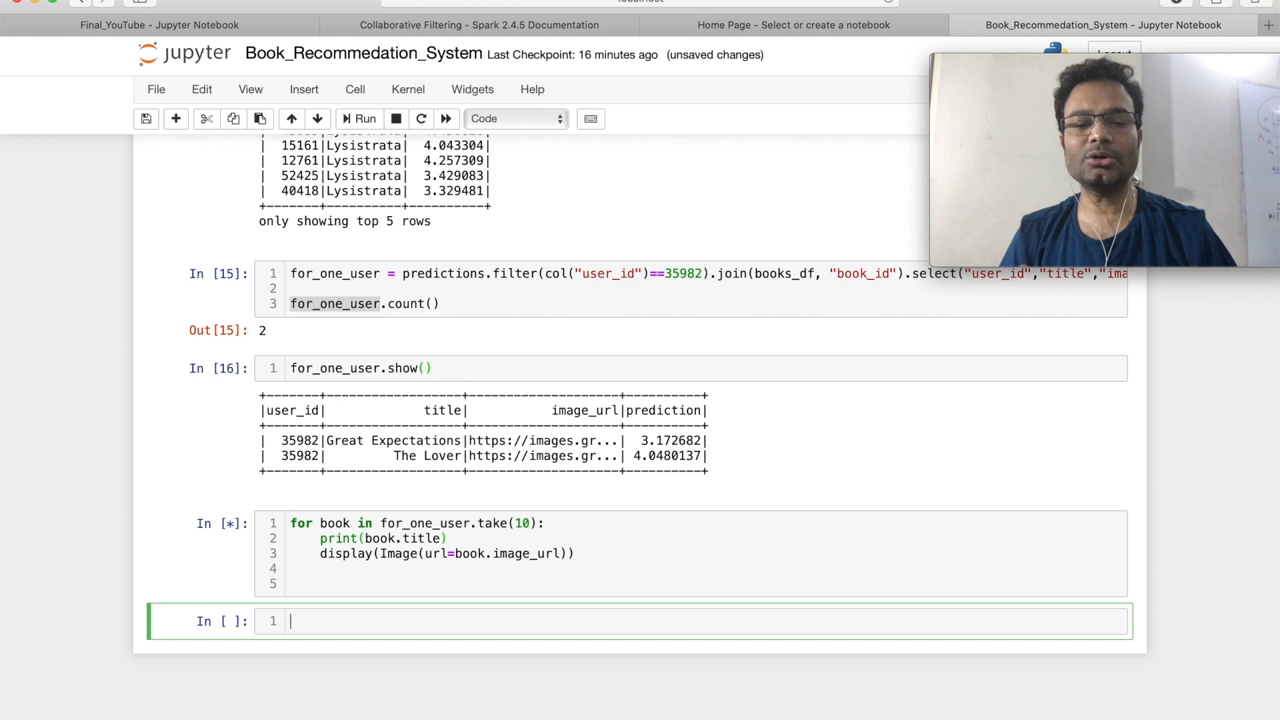 localhost
Final_YouTube - Jupyter Notebook
Collaborative Filtering - Spark 2.4.5 Documentation
Home Page - Select or create a notebook
Book_Recommedation_System - Jupyter Notebook
jupyter Book_Recommedation_System Last Checkpoint: 16 minutes ago (unsaved changes)
Logout
File Edit View Insert Cell Kernel Widgets Help
Run Code
| 15161|Lysistrata| 4.043304|
| 12761|Lysistrata| 4.257309|
| 52425|Lysistrata| 3.429083|
| 40418|Lysistrata| 3.329481|
+-------+----------+----------+
only showing top 5 rows
In [15]: 1 for_one_user = predictions.filter(col("user_id")==35982).join(books_df, "book_id").select("user_id","title","ima
2
3 for_one_user.count()
Out[15]: 2
In [16]: 1 for_one_user.show()
+-------+------------------+--------------------+----------+
|user_id| title| image_url|prediction|
+-------+------------------+--------------------+----------+
| 35982|Great Expectations|https://images.gr...| 3.172682|
| 35982| The Lover|https://images.gr...| 4.0480137|
+-------+------------------+--------------------+----------+
In [*]: 1 for book in for_one_user.take(10):
2 print(book.title)
3 display(Image(url=book.image_url))
4
5
In [ ]: 1